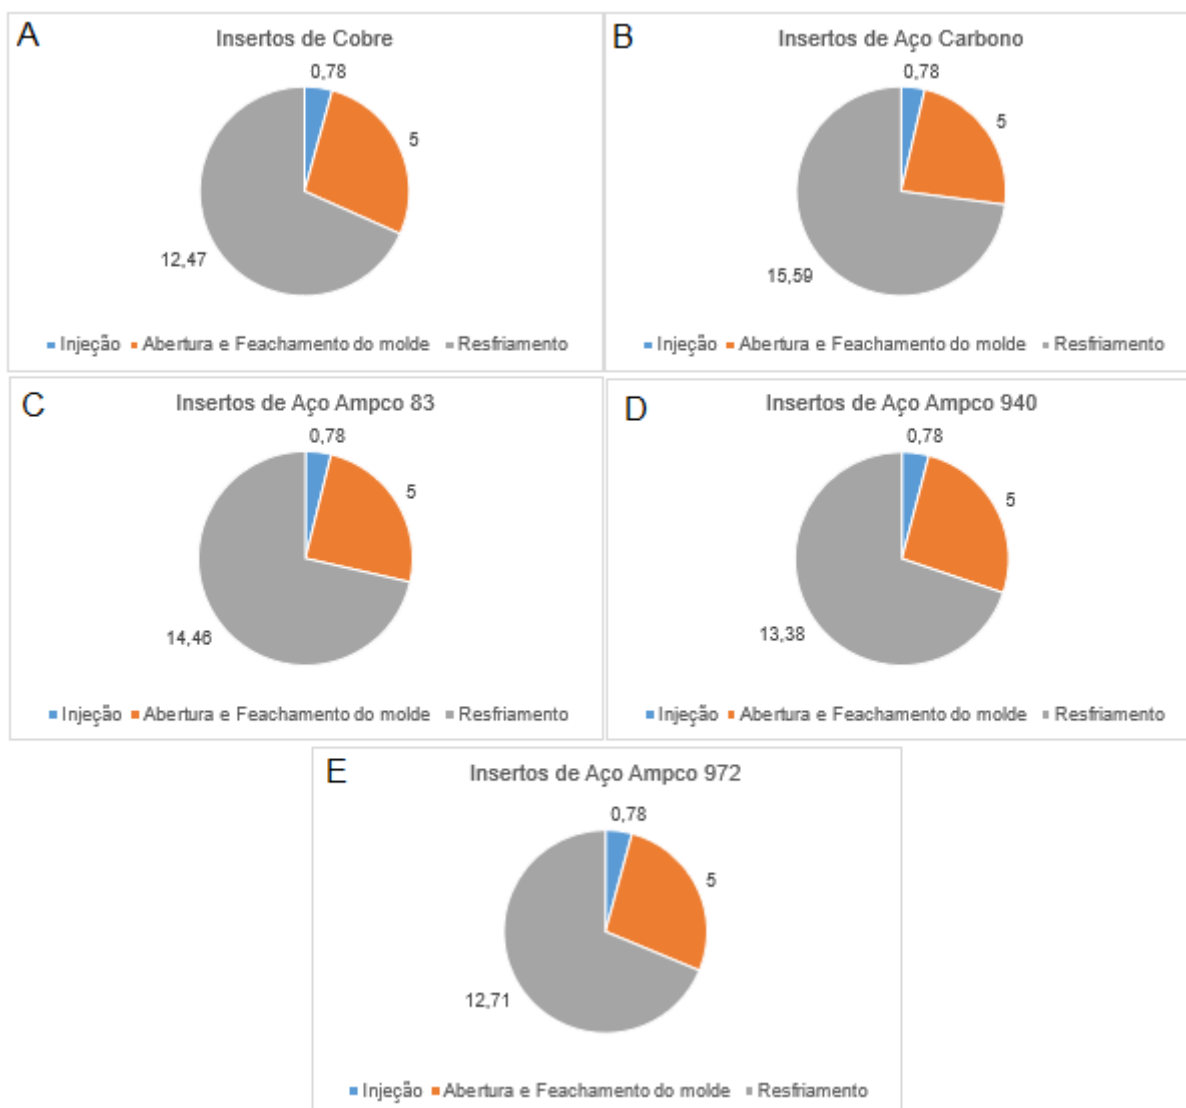 A
Insertos de Cobre
0,78
5
12,47
Injeção Abertura e Feachamento do molde Resfriamento
B
Insertos de Aço Carbono
0,78
5
15,59
Injeção Abertura e Feachamento do molde Resfriamento
C
Insertos de Aço Ampco 83
0,78
5
14,46
Injeção Abertura e Feachamento do molde Resfriamento
D
Insertos de Aço Ampco 940
0,78
5
13,38
Injeção Abertura e Feachamento do molde Resfriamento
E
Insertos de Aço Ampco 972
0,78
5
12,71
Injeção Abertura e Feachamento do molde Resfriamento